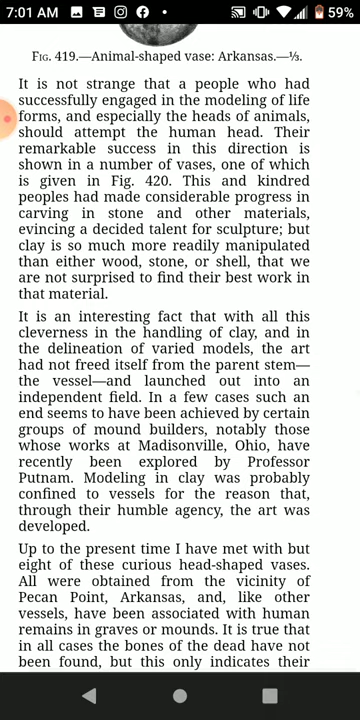 7:01 AM
59%
FIG. 419.—Animal-shaped vase: Arkansas.—⅓.
It is not strange that a people who had
successfully engaged in the modeling of life
forms, and especially the heads of animals,
should attempt the human head. Their
remarkable success in this direction is
shown in a number of vases, one of which
is given in Fig. 420. This and kindred
peoples had made considerable progress in
carving in stone and other materials,
evincing a decided talent for sculpture; but
clay is so much more readily manipulated
than either wood, stone, or shell, that we
are not surprised to find their best work in
that material.
It is an interesting fact that with all this
cleverness in the handling of clay, and in
the delineation of varied models, the art
had not freed itself from the parent stem—
the vessel—and launched out into an
independent field. In a few cases such an
end seems to have been achieved by certain
groups of mound builders, notably those
whose works at Madisonville, Ohio, have
recently been explored by Professor
Putnam. Modeling in clay was probably
confined to vessels for the reason that,
through their humble agency, the art was
developed.
Up to the present time I have met with but
eight of these curious head-shaped vases.
All were obtained from the vicinity of
Pecan Point, Arkansas, and, like other
vessels, have been associated with human
remains in graves or mounds. It is true that
in all cases the bones of the dead have not
been found, but this only indicates their